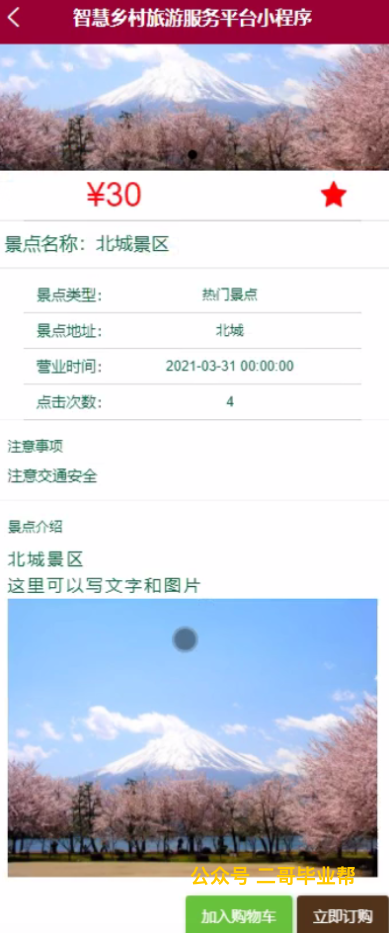 智慧乡村旅游服务平台小程序
¥30
景点名称：北城景区
景点类型： 热门景点
景点地址： 北城
营业时间： 2021-03-31 00:00:00
点击次数： 4
注意事项
注意交通安全
景点介绍
北城景区
这里可以写文字和图片
公众号 二哥毕业帮
加入购物车 立即订购